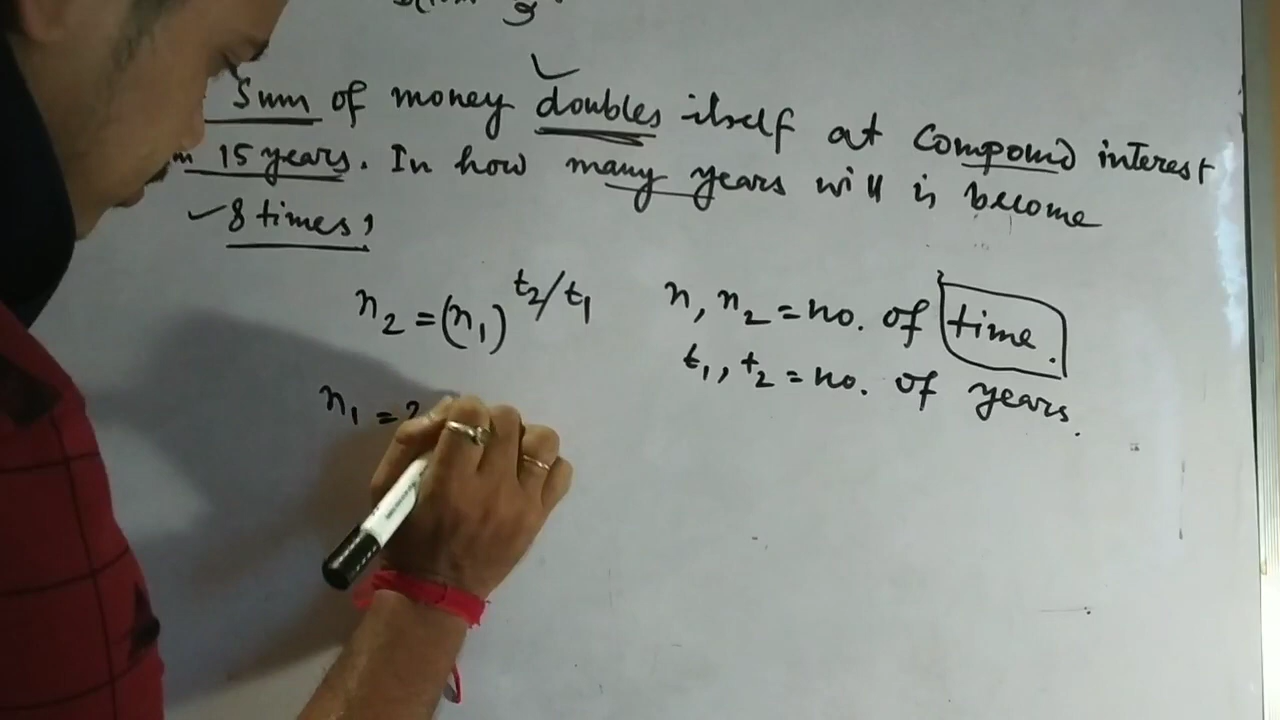 Sum of money doubles itself at Compound interest
15 years. In how many years will is become
8 times,
n₂ = (n₁)^t₂/t₁
n, n₂ = no. of time.
t₁, t₂ = no. of years.
n₁ = 2